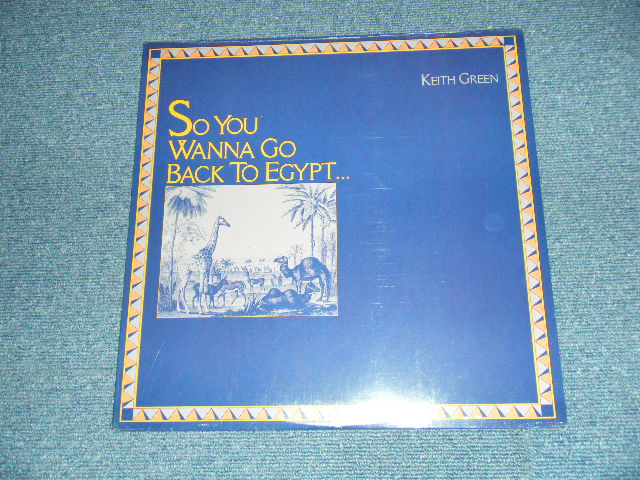 KEITH GREEN
SO YOU
WANNA GO
BACK TO EGYPT...